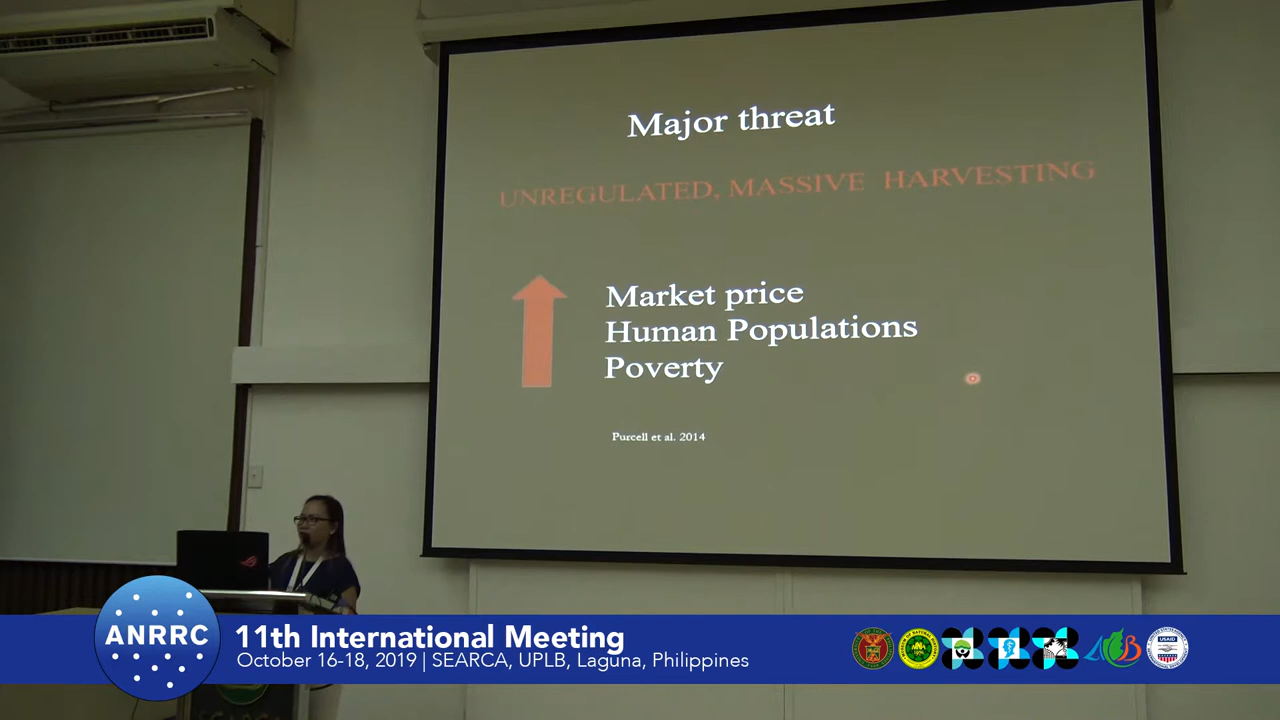 Major threat
UNREGULATED, MASSIVE HARVESTING
Market price
Human Populations
Poverty
Purcell et al. 2014
ANRRC
11th International Meeting
October 16-18, 2019 | SEARCA, UPLB, Laguna, Philippines
USAID